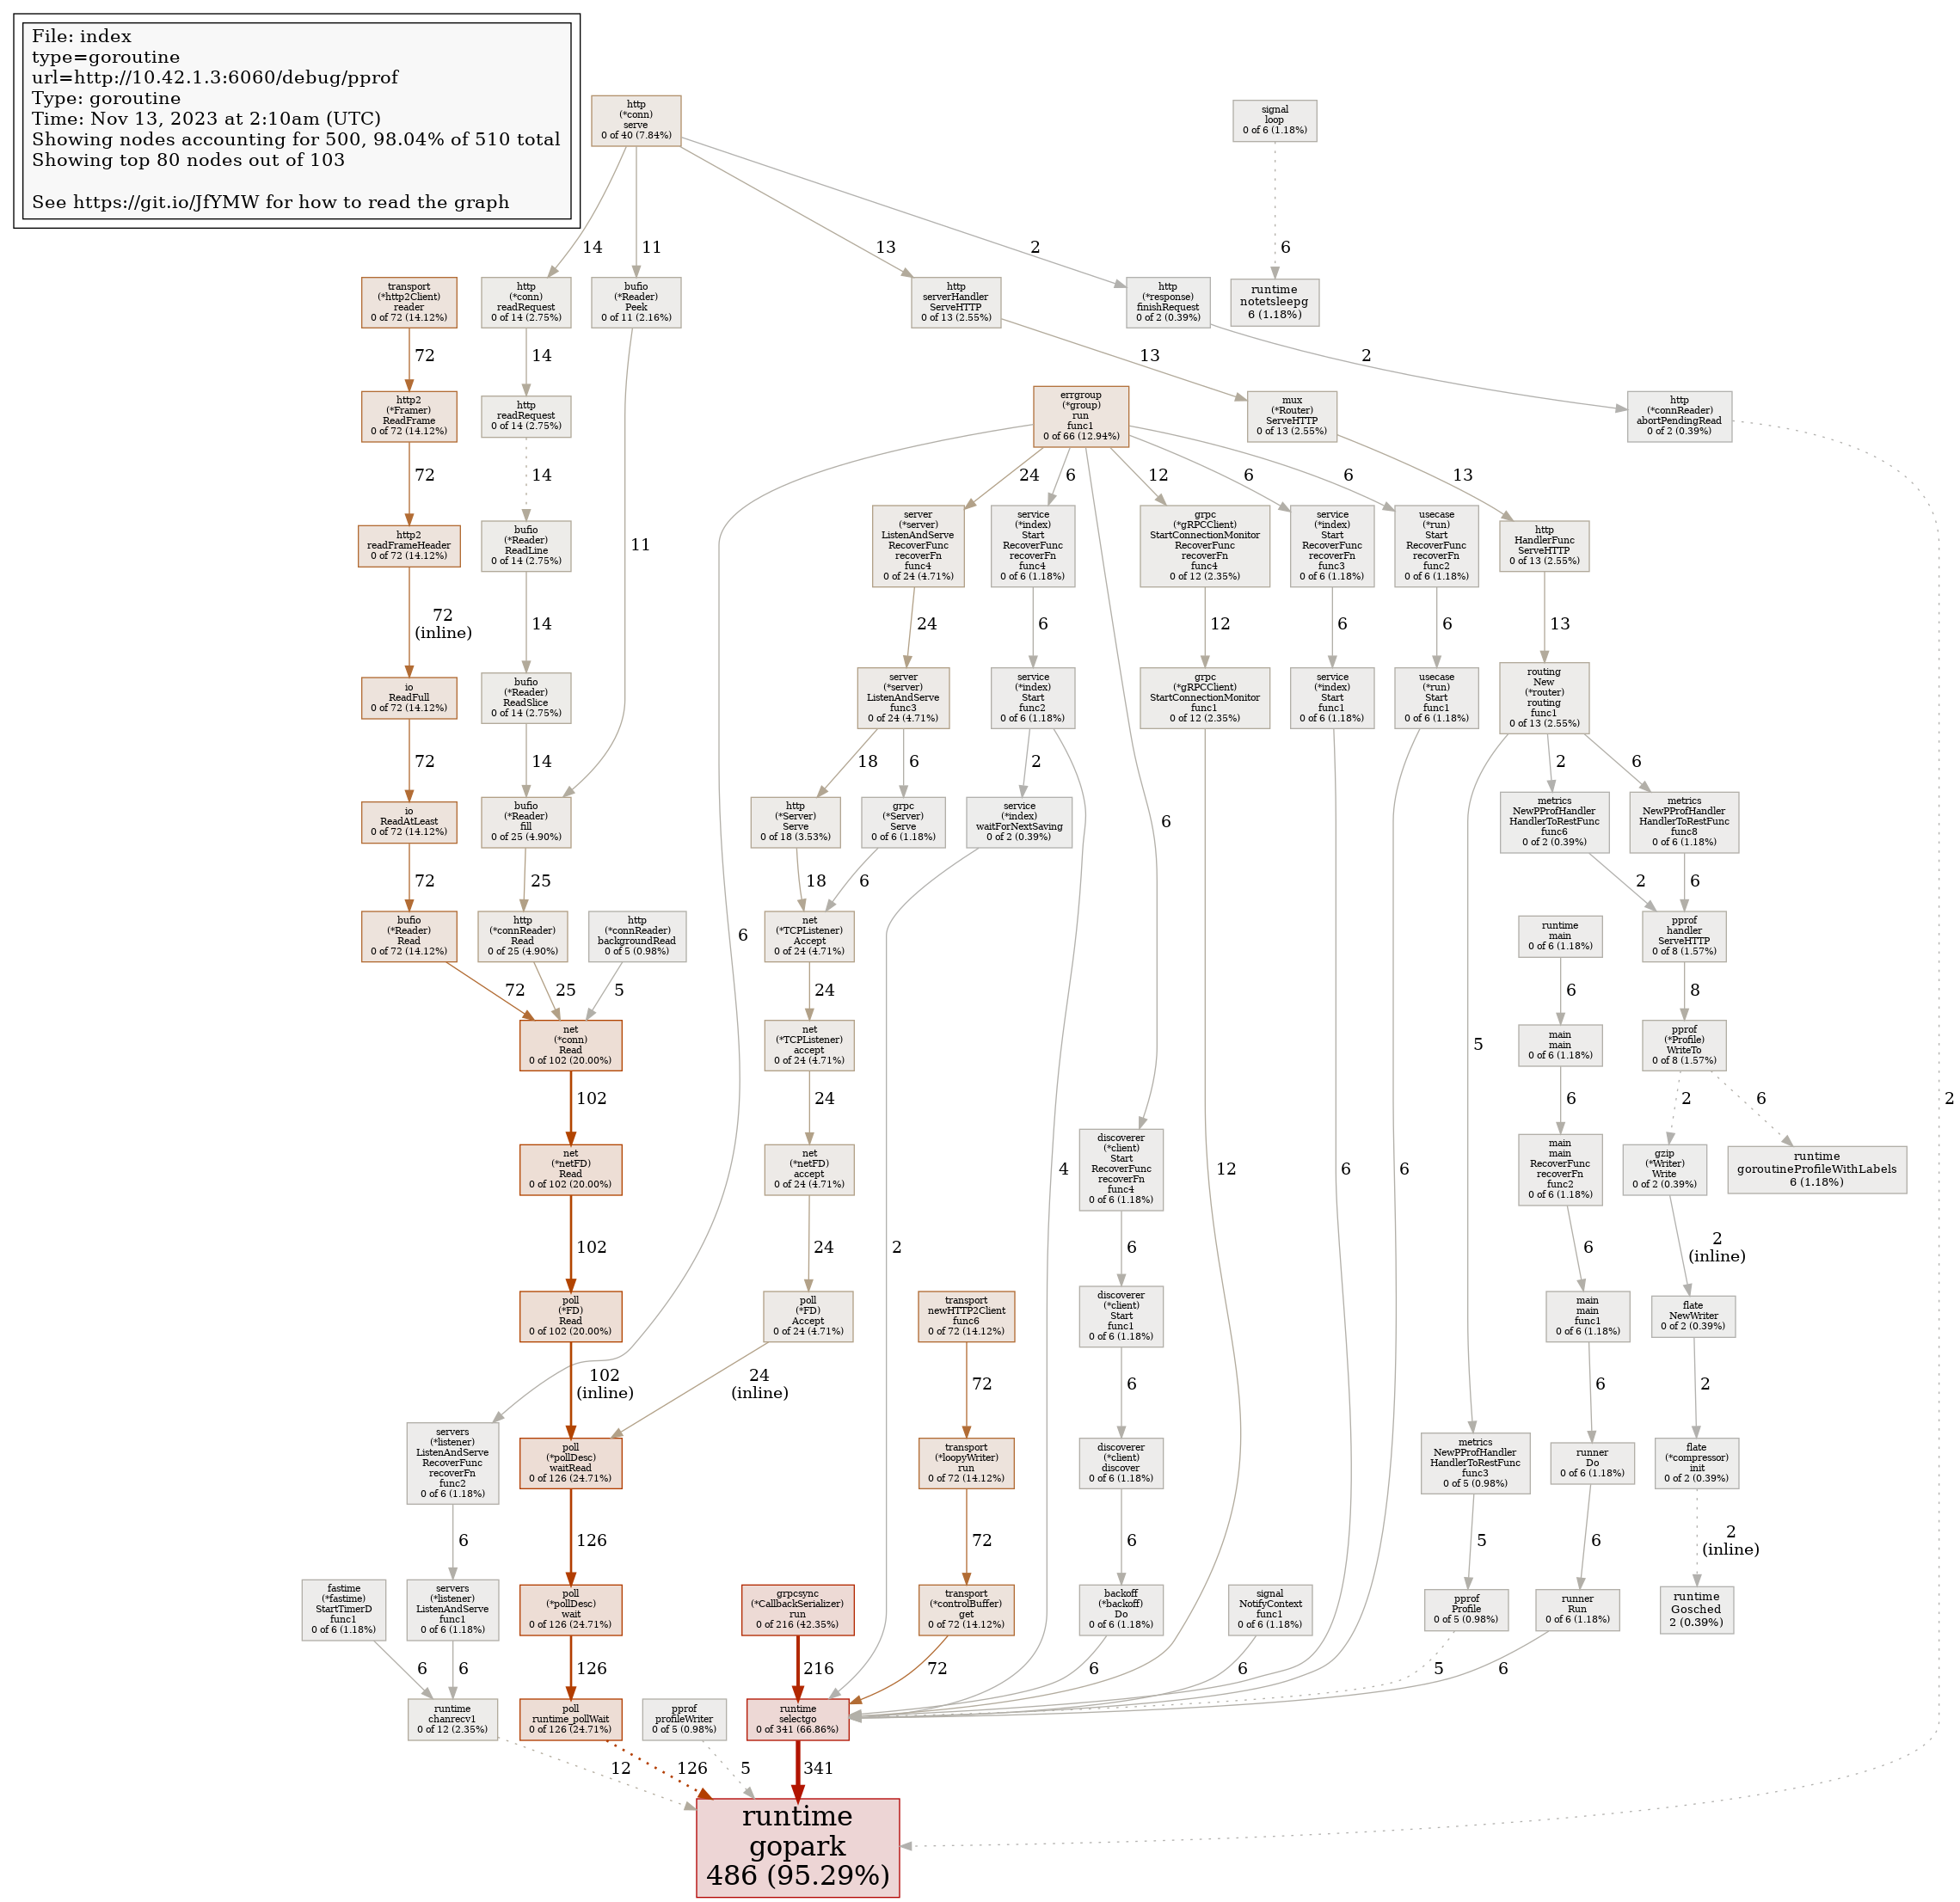 File: index
type=goroutine
url=http://10.42.1.3:6060/debug/pprof
Type: goroutine
Time: Nov 13, 2023 at 2:10am (UTC)
Showing nodes accounting for 500, 98.04% of 510 total
Showing top 80 nodes out of 103
See https://git.io/JfYMW for how to read the graph
http
(*conn)
serve
0 of 40 (7.84%)
signal
loop
0 of 6 (1.18%)
14
11
13
2
6
transport
(*http2Client)
reader
0 of 72 (14.12%)
http
(*conn)
readRequest
0 of 14 (2.75%)
bufio
(*Reader)
Peek
0 of 11 (2.16%)
http
serverHandler
ServeHTTP
0 of 13 (2.55%)
http
(*response)
finishRequest
0 of 2 (0.39%)
runtime
notetsleepg
6 (1.18%)
72
14
13
2
http2
(*Framer)
ReadFrame
0 of 72 (14.12%)
http
readRequest
0 of 14 (2.75%)
errgroup
(*group)
run
func1
0 of 66 (12.94%)
mux
(*Router)
ServeHTTP
0 of 13 (2.55%)
http
(*connReader)
abortPendingRead
0 of 2 (0.39%)
72
14
24
6
12
6
6
13
http2
readFrameHeader
0 of 72 (14.12%)
bufio
(*Reader)
ReadLine
0 of 14 (2.75%)
11
server
(*server)
ListenAndServe
RecoverFunc
recoverFn
func4
0 of 24 (4.71%)
service
(*index)
Start
RecoverFunc
recoverFn
func4
0 of 6 (1.18%)
grpc
(*gRPCClient)
StartConnectionMonitor
RecoverFunc
recoverFn
func4
0 of 12 (2.35%)
service
(*index)
Start
RecoverFunc
recoverFn
func3
0 of 6 (1.18%)
usecase
(*run)
Start
RecoverFunc
recoverFn
func2
0 of 6 (1.18%)
http
HandlerFunc
ServeHTTP
0 of 13 (2.55%)
72
(inline)
14
24
6
12
6
6
13
io
ReadFull
0 of 72 (14.12%)
bufio
(*Reader)
ReadSlice
0 of 14 (2.75%)
server
(*server)
ListenAndServe
func3
0 of 24 (4.71%)
service
(*index)
Start
func2
0 of 6 (1.18%)
grpc
(*gRPCClient)
StartConnectionMonitor
func1
0 of 12 (2.35%)
service
(*index)
Start
func1
0 of 6 (1.18%)
usecase
(*run)
Start
func1
0 of 6 (1.18%)
routing
New
(*router)
routing
func1
0 of 13 (2.55%)
72
14
18
6
2
2
6
io
ReadAtLeast
0 of 72 (14.12%)
bufio
(*Reader)
fill
0 of 25 (4.90%)
http
(*Server)
Serve
0 of 18 (3.53%)
grpc
(*Server)
Serve
0 of 6 (1.18%)
service
(*index)
waitForNextSaving
0 of 2 (0.39%)
6
metrics
NewPProfHandler
HandlerToRestFunc
func6
0 of 2 (0.39%)
metrics
NewPProfHandler
HandlerToRestFunc
func8
0 of 6 (1.18%)
72
25
18
6
2
6
bufio
(*Reader)
Read
0 of 72 (14.12%)
http
(*connReader)
Read
0 of 25 (4.90%)
http
(*connReader)
backgroundRead
0 of 5 (0.98%)
6
net
(*TCPListener)
Accept
0 of 24 (4.71%)
runtime
main
0 of 6 (1.18%)
pprof
handler
ServeHTTP
0 of 8 (1.57%)
72
25
5
24
6
8
net
(*conn)
Read
0 of 102 (20.00%)
net
(*TCPListener)
accept
0 of 24 (4.71%)
5
main
main
0 of 6 (1.18%)
pprof
(*Profile)
WriteTo
0 of 8 (1.57%)
102
24
6
2
6
2
net
(*netFD)
Read
0 of 102 (20.00%)
net
(*netFD)
accept
0 of 24 (4.71%)
4
discoverer
(*client)
Start
RecoverFunc
recoverFn
func4
0 of 6 (1.18%)
12
6
6
main
main
RecoverFunc
recoverFn
func2
0 of 6 (1.18%)
gzip
(*Writer)
Write
0 of 2 (0.39%)
runtime
goroutineProfileWithLabels
6 (1.18%)
102
24
2
6
6
2
(inline)
poll
(*FD)
Read
0 of 102 (20.00%)
poll
(*FD)
Accept
0 of 24 (4.71%)
transport
newHTTP2Client
func6
0 of 72 (14.12%)
discoverer
(*client)
Start
func1
0 of 6 (1.18%)
main
main
func1
0 of 6 (1.18%)
flate
NewWriter
0 of 2 (0.39%)
102
(inline)
24
(inline)
72
6
6
2
servers
(*listener)
ListenAndServe
RecoverFunc
recoverFn
func2
0 of 6 (1.18%)
poll
(*pollDesc)
waitRead
0 of 126 (24.71%)
transport
(*loopyWriter)
run
0 of 72 (14.12%)
discoverer
(*client)
discover
0 of 6 (1.18%)
metrics
NewPProfHandler
HandlerToRestFunc
func3
0 of 5 (0.98%)
runner
Do
0 of 6 (1.18%)
flate
(*compressor)
init
0 of 2 (0.39%)
6
126
72
6
5
6
2
(inline)
fastime
(*fastime)
StartTimerD
func1
0 of 6 (1.18%)
servers
(*listener)
ListenAndServe
func1
0 of 6 (1.18%)
poll
(*pollDesc)
wait
0 of 126 (24.71%)
grpcsync
(*CallbackSerializer)
run
0 of 216 (42.35%)
transport
(*controlBuffer)
get
0 of 72 (14.12%)
backoff
(*backoff)
Do
0 of 6 (1.18%)
signal
NotifyContext
func1
0 of 6 (1.18%)
pprof
Profile
0 of 5 (0.98%)
runner
Run
0 of 6 (1.18%)
runtime
Gosched
2 (0.39%)
6
6
126
216
72
6
6
5
6
runtime
chanrecv1
0 of 12 (2.35%)
poll
runtime_pollWait
0 of 126 (24.71%)
pprof
profileWriter
0 of 5 (0.98%)
runtime
selectgo
0 of 341 (66.86%)
12
126
5
341
runtime
gopark
486 (95.29%)